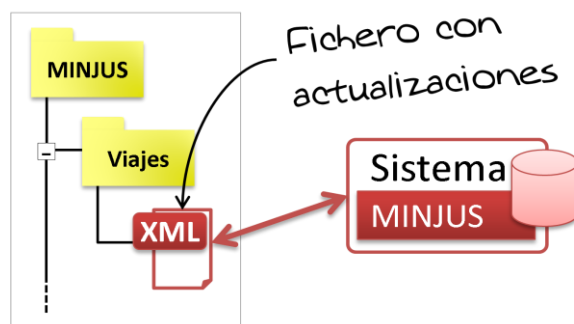 MINJUS
Viajes
XML
Fichero con
actualizaciones
Sistema
MINJUS